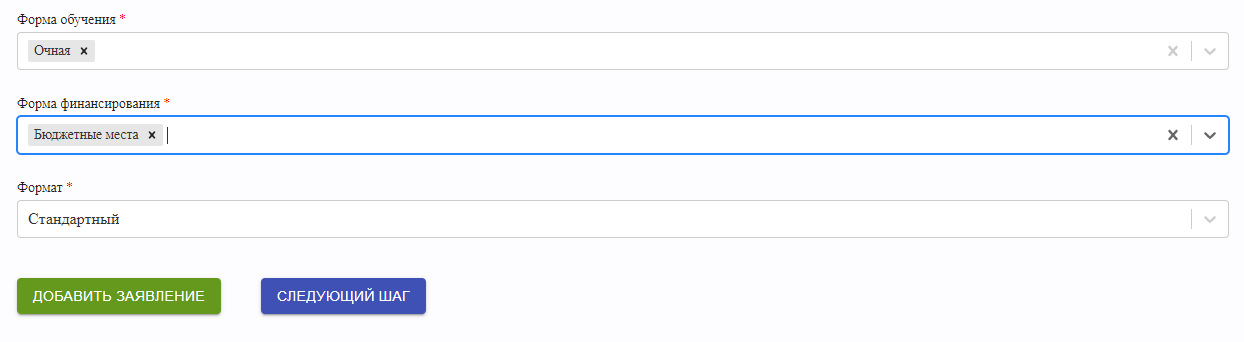 Форма обучения *
Очная ×
Форма финансирования *
Бюджетные места ×
Формат *
Стандартный
ДОБАВИТЬ ЗАЯВЛЕНИЕ
СЛЕДУЮЩИЙ ШАГ